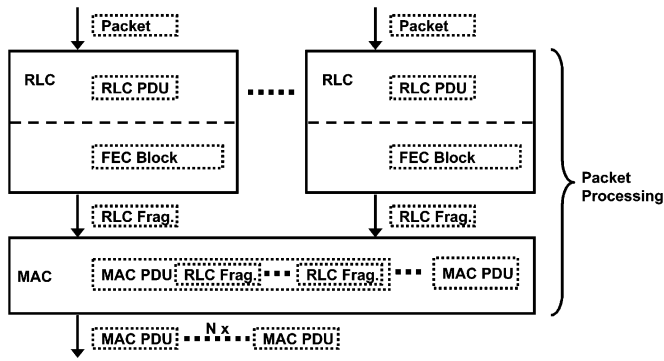 Packet Packet
RLC RLC PDU RLC RLC PDU
FEC Block FEC Block
Packet
Processing
RLC Frag. RLC Frag.
MAC MAC PDU RLC Frag. RLC Frag. MAC PDU
MAC PDU N x MAC PDU